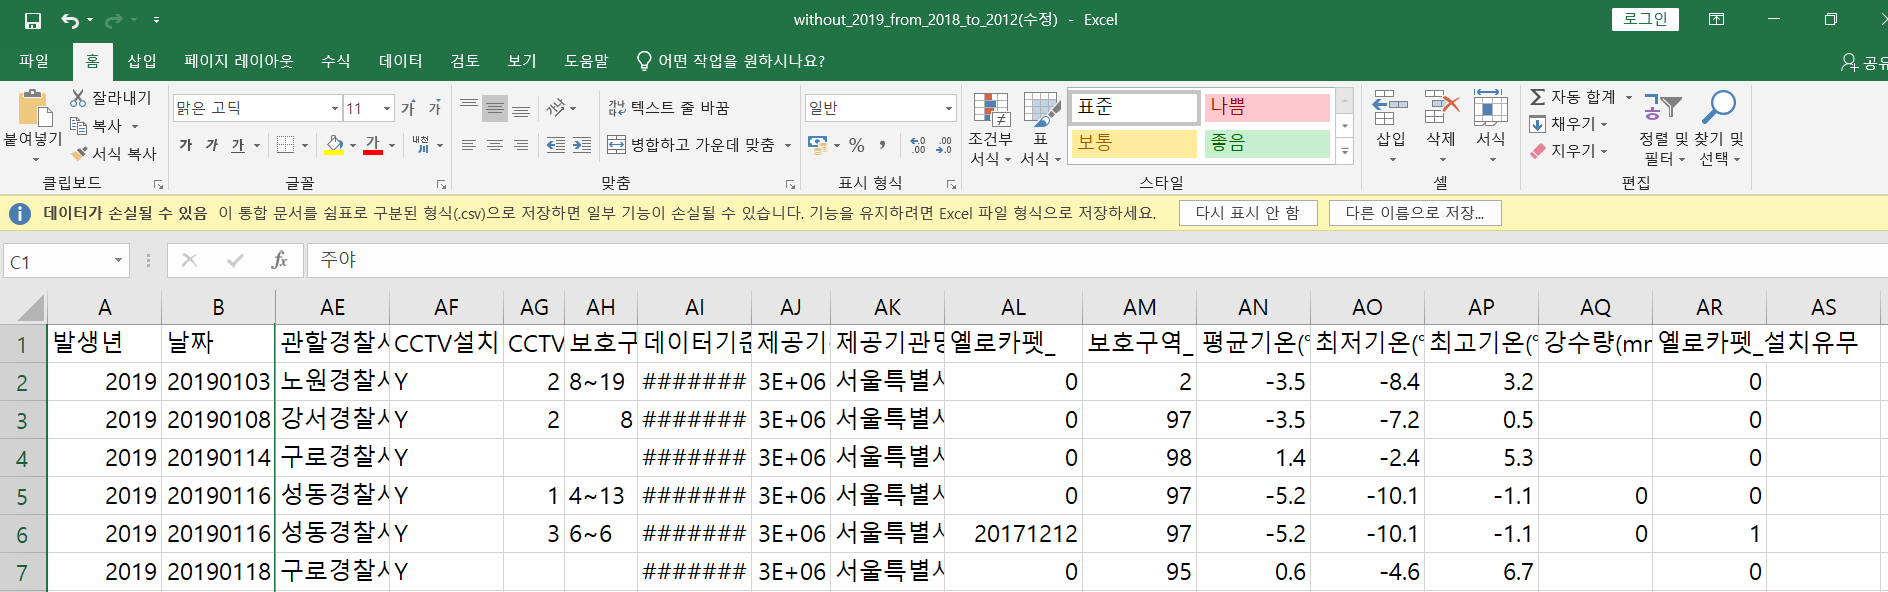 without_2019_from_2018_to_2012(수정) - Excel
로그인
파일 홈 삽입 페이지 레이아웃 수식 데이터 검토 보기 도움말 어떤 작업을 원하시나요? 공유
붙여넣기 잘라내기 복사 서식 복사 클립보드
맑은 고딕 11 가 가 가 가 가 가 내천 글꼴
텍스트 줄 바꿈 병합하고 가운데 맞춤 맞춤
일반 % 표시 형식
조건부 서식 표 서식 표준 나쁨 보통 좋음 스타일
삽입 삭제 서식 셀
자동 합계 채우기 지우기 정렬 및 필터 찾기 및 선택 편집
데이터가 손실될 수 있음 이 통합 문서를 쉼표로 구분된 형식(.csv)으로 저장하면 일부 기능이 손실될 수 있습니다. 기능을 유지하려면 Excel 파일 형식으로 저장하세요. 다시 표시 안 함 다른 이름으로 저장...
C1 fx 주야
A B AE AF AG AH AI AJ AK AL AM AN AO AP AQ AR AS
1 발생년 날짜 관할경찰서 CCTV설치 CCTV 보호구 데이터기준 제공기 제공기관명 옐로카펫_ 보호구역_ 평균기온(° 최저기온(° 최고기온(° 강수량(mm 옐로카펫_설치유무
2 2019 20190103 노원경찰서 Y 2 8~19 ####### 3E+06 서울특별시 0 2 -3.5 -8.4 3.2 0
3 2019 20190108 강서경찰서 Y 2 8 ####### 3E+06 서울특별시 0 97 -3.5 -7.2 0.5 0
4 2019 20190114 구로경찰서 Y ####### 3E+06 서울특별시 0 98 1.4 -2.4 5.3 0
5 2019 20190116 성동경찰서 Y 1 4~13 ####### 3E+06 서울특별시 0 97 -5.2 -10.1 -1.1 0 0
6 2019 20190116 성동경찰서 Y 3 6~6 ####### 3E+06 서울특별시 20171212 97 -5.2 -10.1 -1.1 0 1
7 2019 20190118 구로경찰서 Y ####### 3E+06 서울특별시 0 95 0.6 -4.6 6.7 0